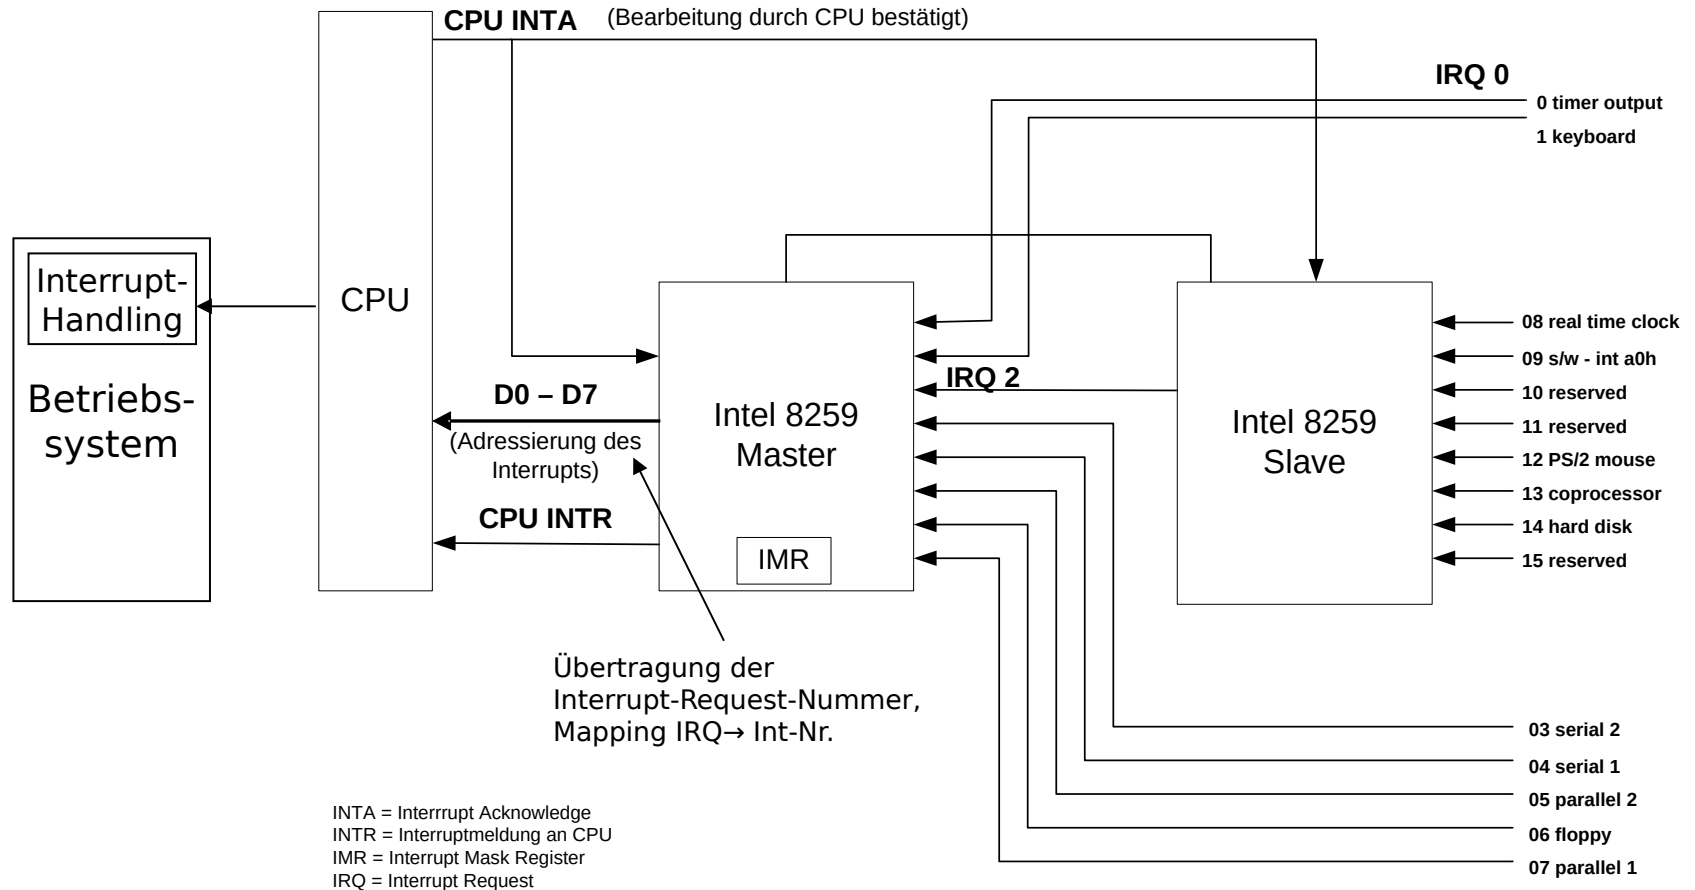 CPU INTA (Bearbeitung durch CPU bestätigt)
IRQ 0
0 timer output
1 keyboard
Interrupt-
Handling
Betriebs-
system
CPU
D0 – D7
(Adressierung des
Interrupts)
CPU INTR
Intel 8259
Master
IMR
IRQ 2
Intel 8259
Slave
08 real time clock
09 s/w - int a0h
10 reserved
11 reserved
12 PS/2 mouse
13 coprocessor
14 hard disk
15 reserved
Übertragung der
Interrupt-Request-Nummer,
Mapping IRQ→ Int-Nr.
03 serial 2
04 serial 1
05 parallel 2
06 floppy
07 parallel 1
INTA = Interrrupt Acknowledge
INTR = Interruptmeldung an CPU
IMR = Interrupt Mask Register
IRQ = Interrupt Request